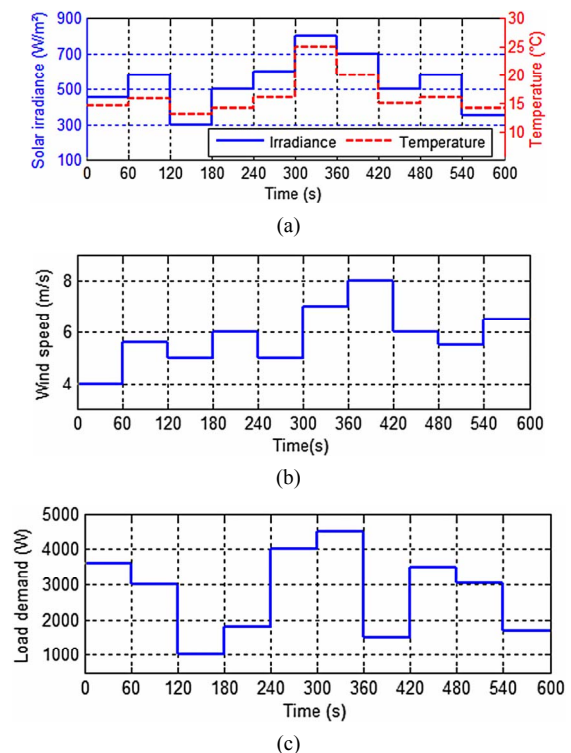 Solar irradiance (W/m²)
900
700
500
300
100
30
25
20
15
10
Temperature (°C)
Irradiance
Temperature
0 60 120 180 240 300 360 420 480 540 600
Time (s)
(a)
Wind speed (m/s)
8
6
4
0 60 120 180 240 300 360 420 480 540 600
Time(s)
(b)
Load demand (W)
5000
4000
3000
2000
1000
0 60 120 180 240 300 360 420 480 540 600
Time (s)
(c)